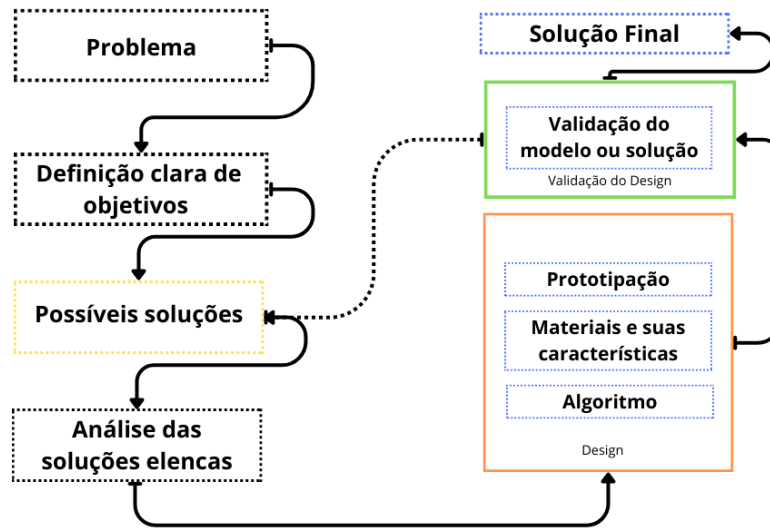 Problema
Definição clara de
objetivos
Possíveis soluções
Análise das
soluções elencas
Solução Final
Validação do
modelo ou solução
Validação do Design
Prototipação
Materiais e suas
características
Algoritmo
Design